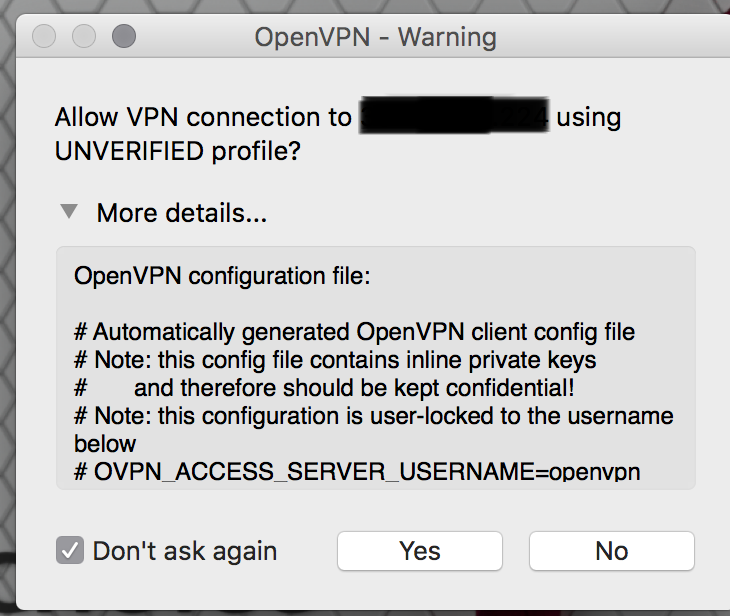 OpenVPN - Warning
Allow VPN connection to using
UNVERIFIED profile?
More details...
OpenVPN configuration file:
# Automatically generated OpenVPN client config file
# Note: this config file contains inline private keys
# and therefore should be kept confidential!
# Note: this configuration is user-locked to the username
below
# OVPN_ACCESS_SERVER_USERNAME=openvpn
Don't ask again
Yes
No